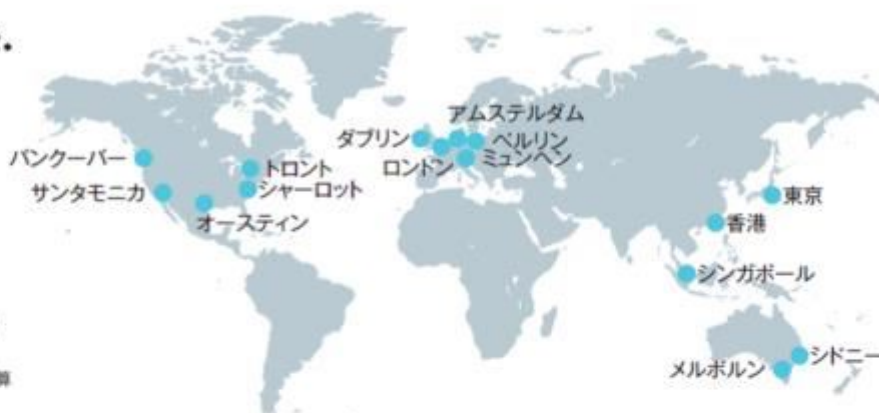 バンクーバー
サンタモニカ
オースティン
トロント
シャーロット
ダブリン
ロンドン
アムステルダム
ベルリン
ミュンヘン
東京
香港
シンガポール
シドニー
メルボルン
算